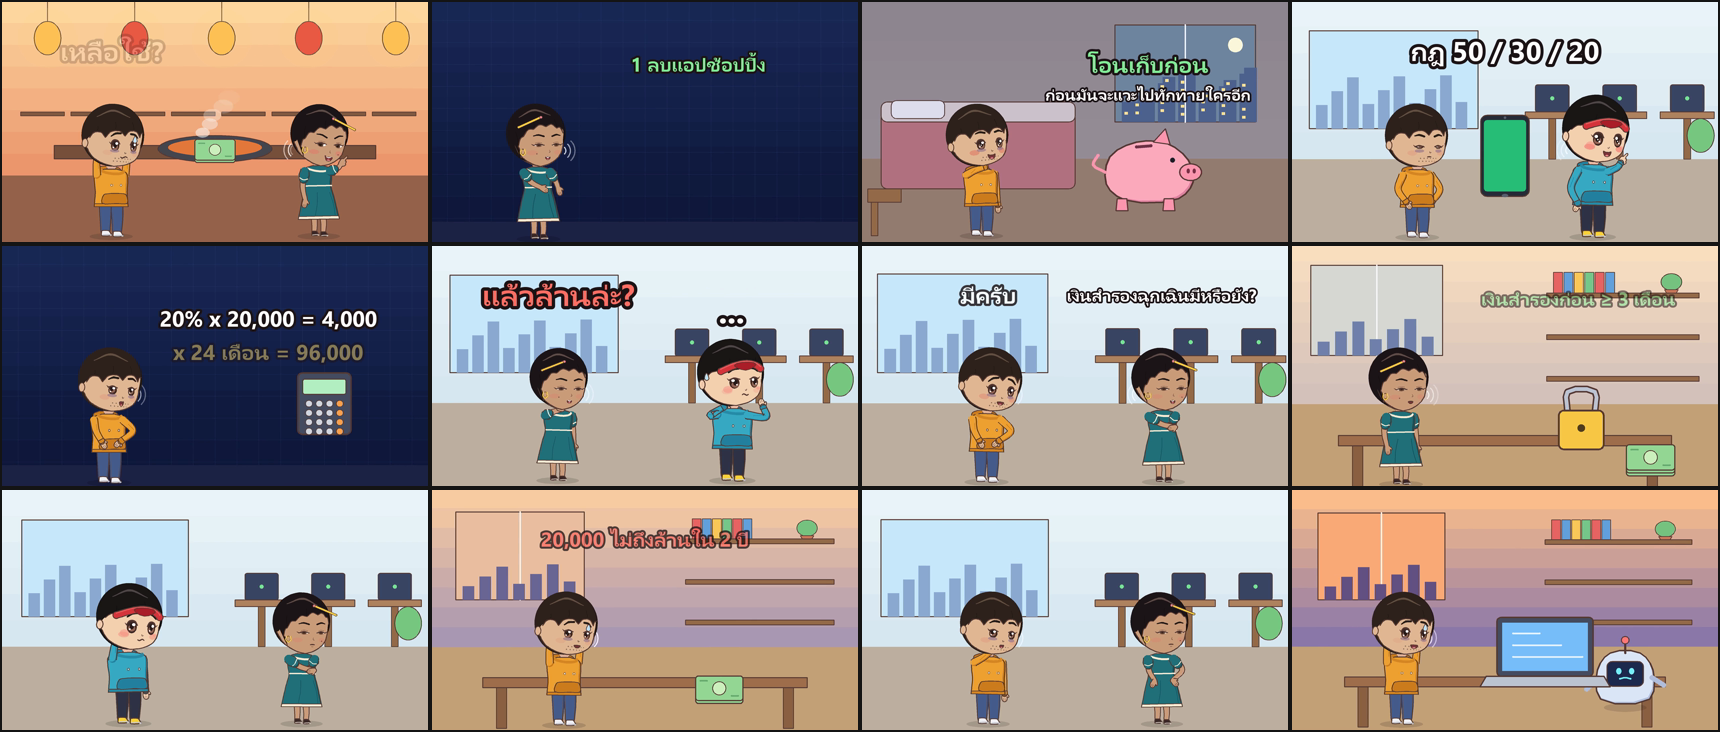 เหลือใช้?
1 ลบแอปช้อปปิ้ง
โอนเก็บก่อน
ก่อนมันจะแวะไปทักทายใครอีก
กฎ 50 / 30 / 20
20% x 20,000 = 4,000
x 24 เดือน = 96,000
แล้วล้านล่ะ?
มีครับ
เงินสำรองฉุกเฉินมีหรือยัง?
เงินสำรองก่อน ≥ 3 เดือน
20,000 ไม่ถึงล้านใน 2 ปี